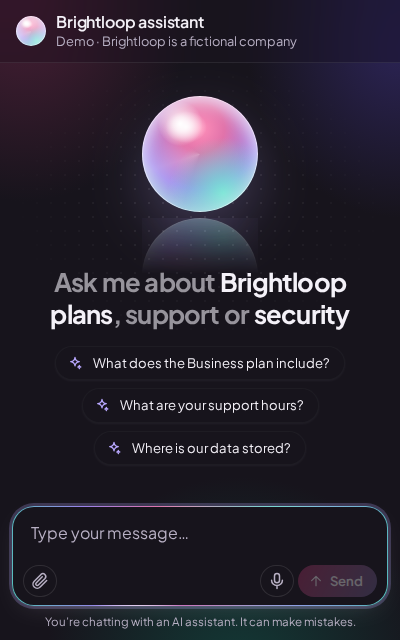 Brightloop assistant
Demo · Brightloop is a fictional company
Ask me about Brightloop
plans, support or security
What does the Business plan include?
What are your support hours?
Where is our data stored?
Type your message...
Send
You're chatting with an AI assistant. It can make mistakes.